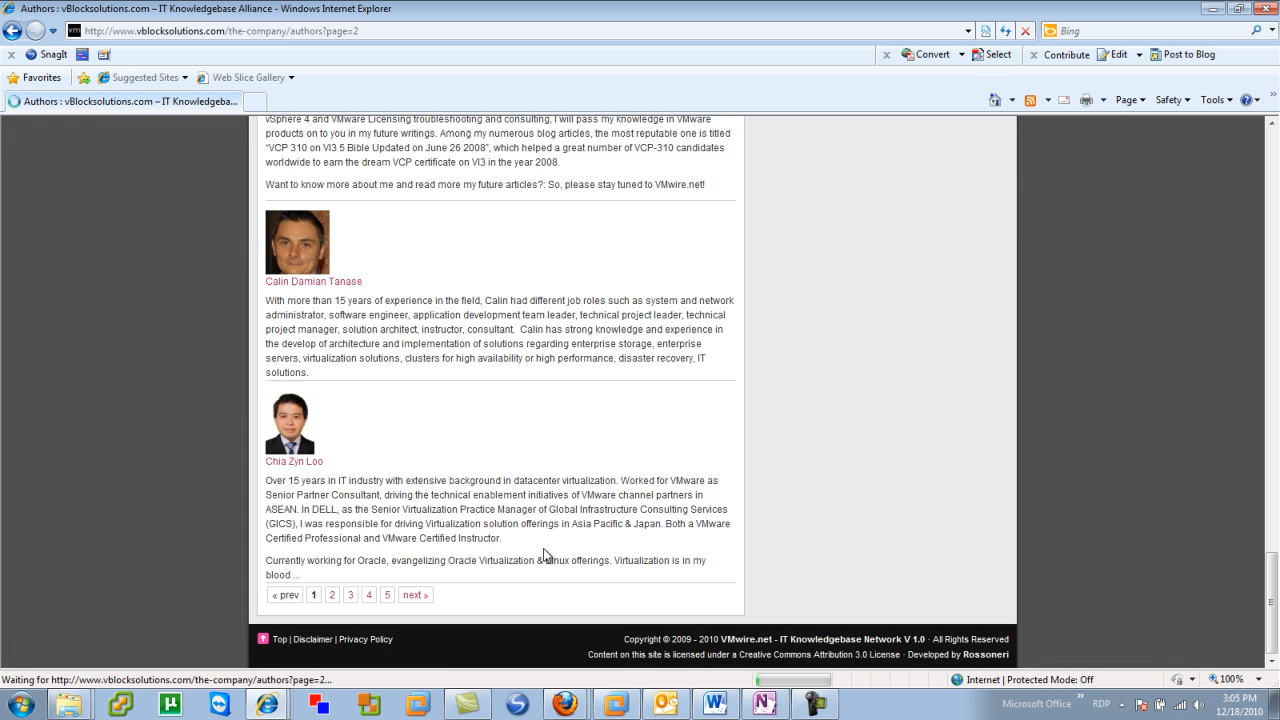 Authors : vBlocksolutions.com – IT Knowledgebase Alliance - Windows Internet Explorer
http://www.vblocksolutions.com/the-company/authors?page=2
Bing
SnagIt
Convert
Select
Contribute
Edit
Post to Blog
Favorites
Suggested Sites
Web Slice Gallery
Authors : vBlocksolutions.com – IT Knowledgeba...
Page
Safety
Tools
vSphere 4 and VMware Licensing troubleshooting and consulting, I will pass my knowledge in VMware
products on to you in my future writings. Among my numerous blog articles, the most reputable one is titled
“VCP 310 on VI3 5 Bible Updated on June 26 2008”, which helped a great number of VCP-310 candidates
worldwide to earn the dream VCP certificate on VI3 in the year 2008.
Want to know more about me and read more my future articles?: So, please stay tuned to VMwire.net!
Calin Damian Tanase
With more than 15 years of experience in the field, Calin had different job roles such as system and network
administrator, software engineer, application development team leader, technical project leader, technical
project manager, solution architect, instructor, consultant. Calin has strong knowledge and experience in
the develop of architecture and implementation of solutions regarding enterprise storage, enterprise
servers, virtualization solutions, clusters for high availability or high performance, disaster recovery, IT
solutions.
Chia Zyn Loo
Over 15 years in IT industry with extensive background in datacenter virtualization. Worked for VMware as
Senior Partner Consultant, driving the technical enablement initiatives of VMware channel partners in
ASEAN. In DELL, as the Senior Virtualization Practice Manager of Global Infrastructure Consulting Services
(GICS), I was responsible for driving Virtualization solution offerings in Asia Pacific & Japan. Both a VMware
Certified Professional and VMware Certified Instructor.
Currently working for Oracle, evangelizing Oracle Virtualization & Linux offerings. Virtualization is in my
blood ...
« prev 1 2 3 4 5 next »
Top | Disclaimer | Privacy Policy
Copyright © 2009 - 2010 VMwire.net - IT Knowledgebase Network V 1.0 · All Rights Reserved
Content on this site is licensed under a Creative Commons Attribution 3.0 License · Developed by Rossoneri
Waiting for http://www.vblocksolutions.com/the-company/authors?page=2...
Internet | Protected Mode: Off
100%
Microsoft Office
RDP
3:05 PM
12/18/2010